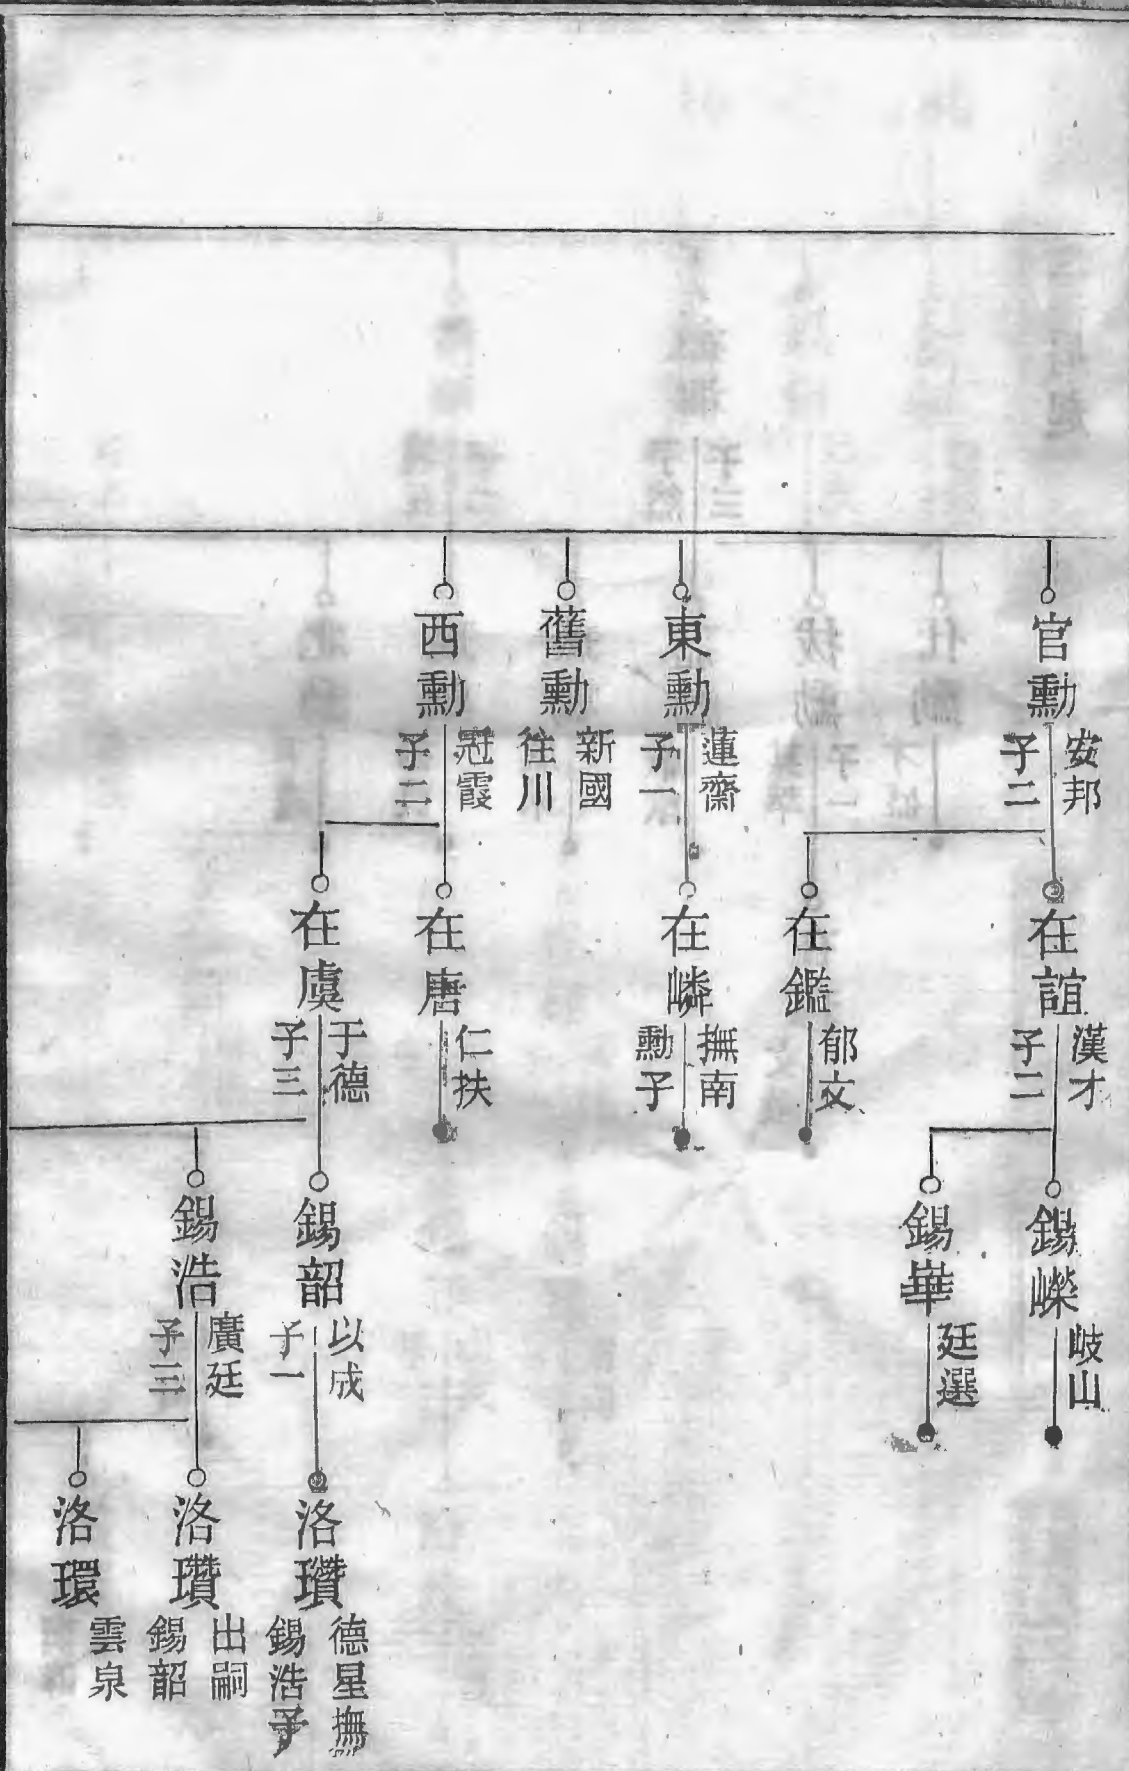 官勳
安邦
子二
東勳
蓮齋
子一
舊勳
新國
往川
西勳
冠霞
子二
在誼
漢才
子二
在鑑
郁文
在嶙
撫南
勳子
在唐
仁扶
在虞
于德
子三
錫嶸
岐山
錫崋
廷選
錫韶
以成
子一
錫浩
廣廷
子三
洛瓚
德星撫
錫浩子
洛瓚
出嗣
錫韶
洛環
雲泉